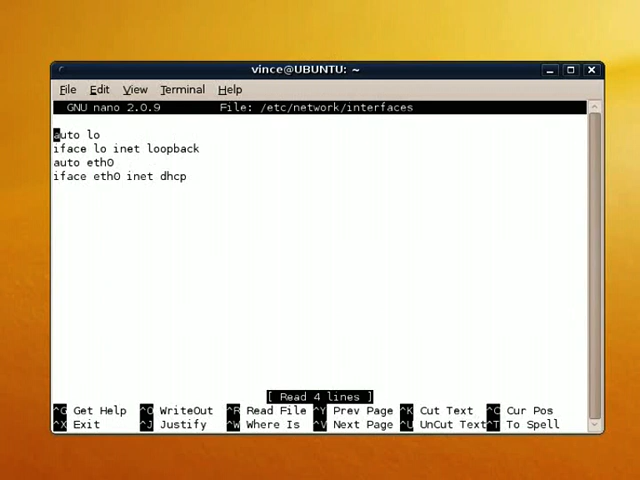 vince@UBUNTU: ~
File Edit View Terminal Help
GNU nano 2.0.9 File: /etc/network/interfaces
auto lo
iface lo inet loopback
auto eth0
iface eth0 inet dhcp
[ Read 4 lines ]
^G Get Help ^O WriteOut ^R Read File ^Y Prev Page ^K Cut Text ^C Cur Pos
^X Exit ^J Justify ^W Where Is ^V Next Page ^U UnCut Text ^T To Spell